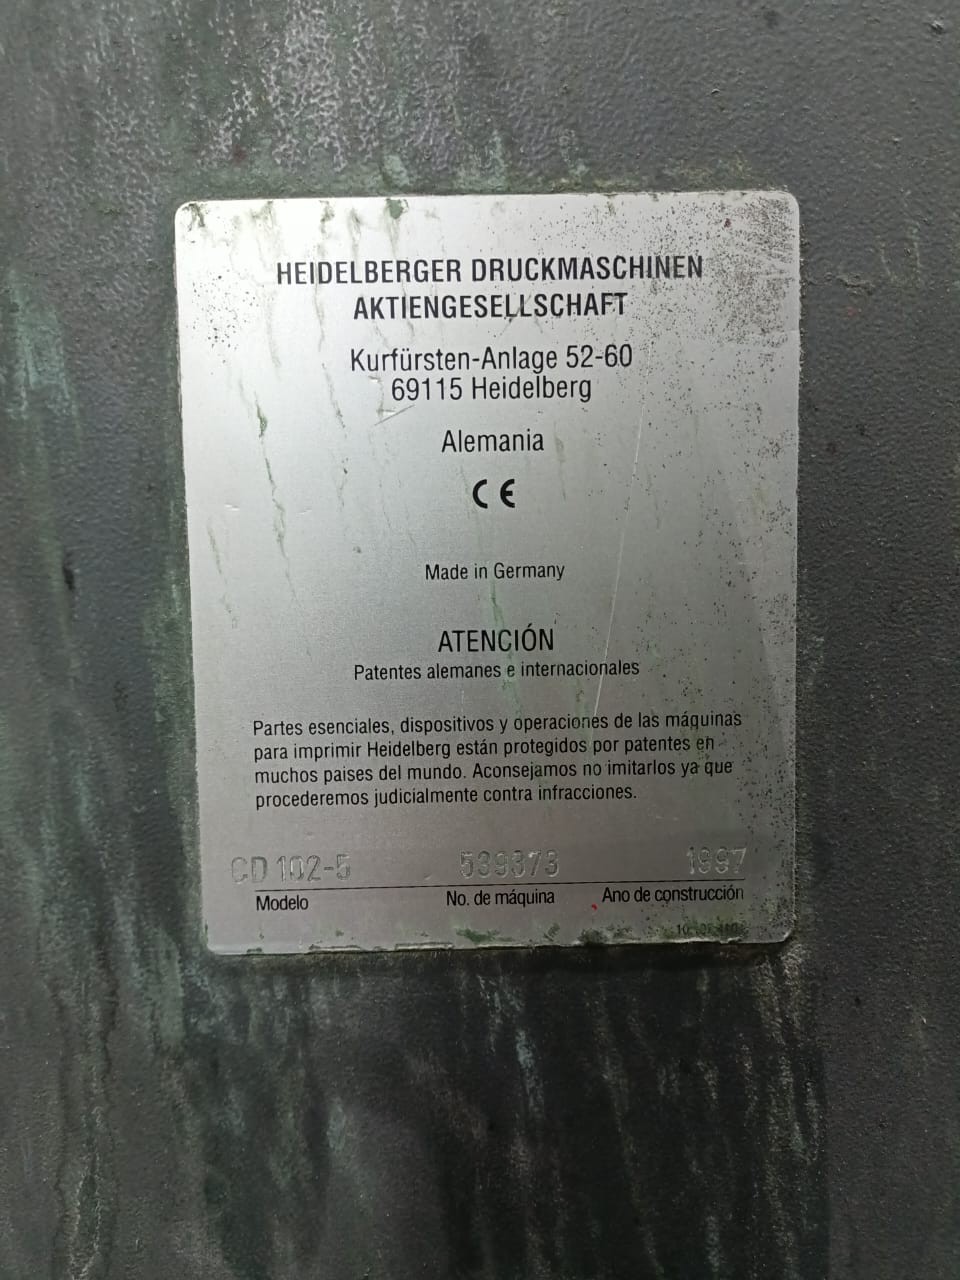 HEIDELBERGER DRUCKMASCHINEN
AKTIENGESELLSCHAFT
Kurfürsten-Anlage 52-60
69115 Heidelberg
Alemania
CE
Made in Germany
ATENCIÓN
Patentes alemanes e internacionales
Partes esenciales, dispositivos y operaciones de las máquinas
para imprimir Heidelberg están protegidos por patentes en
muchos paises del mundo. Aconsejamos no imitarlos ya que
procederemos judicialmente contra infracciones.
CD 102-5 539373 1997
Modelo No. de máquina Ano de construcción